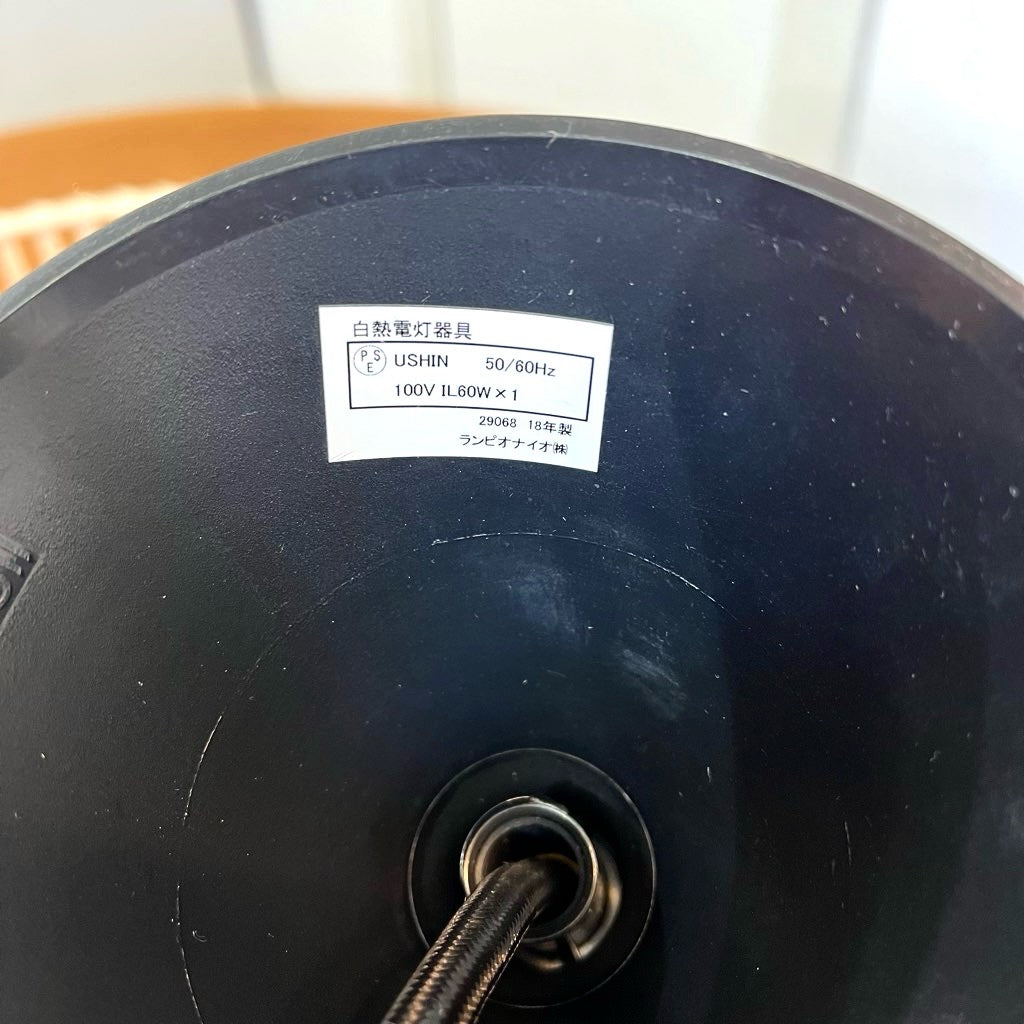 白熱電灯器具
PSE USHIN 50/60Hz
100V IL60W×1
29068 18年製
ランピオナイオ㈱